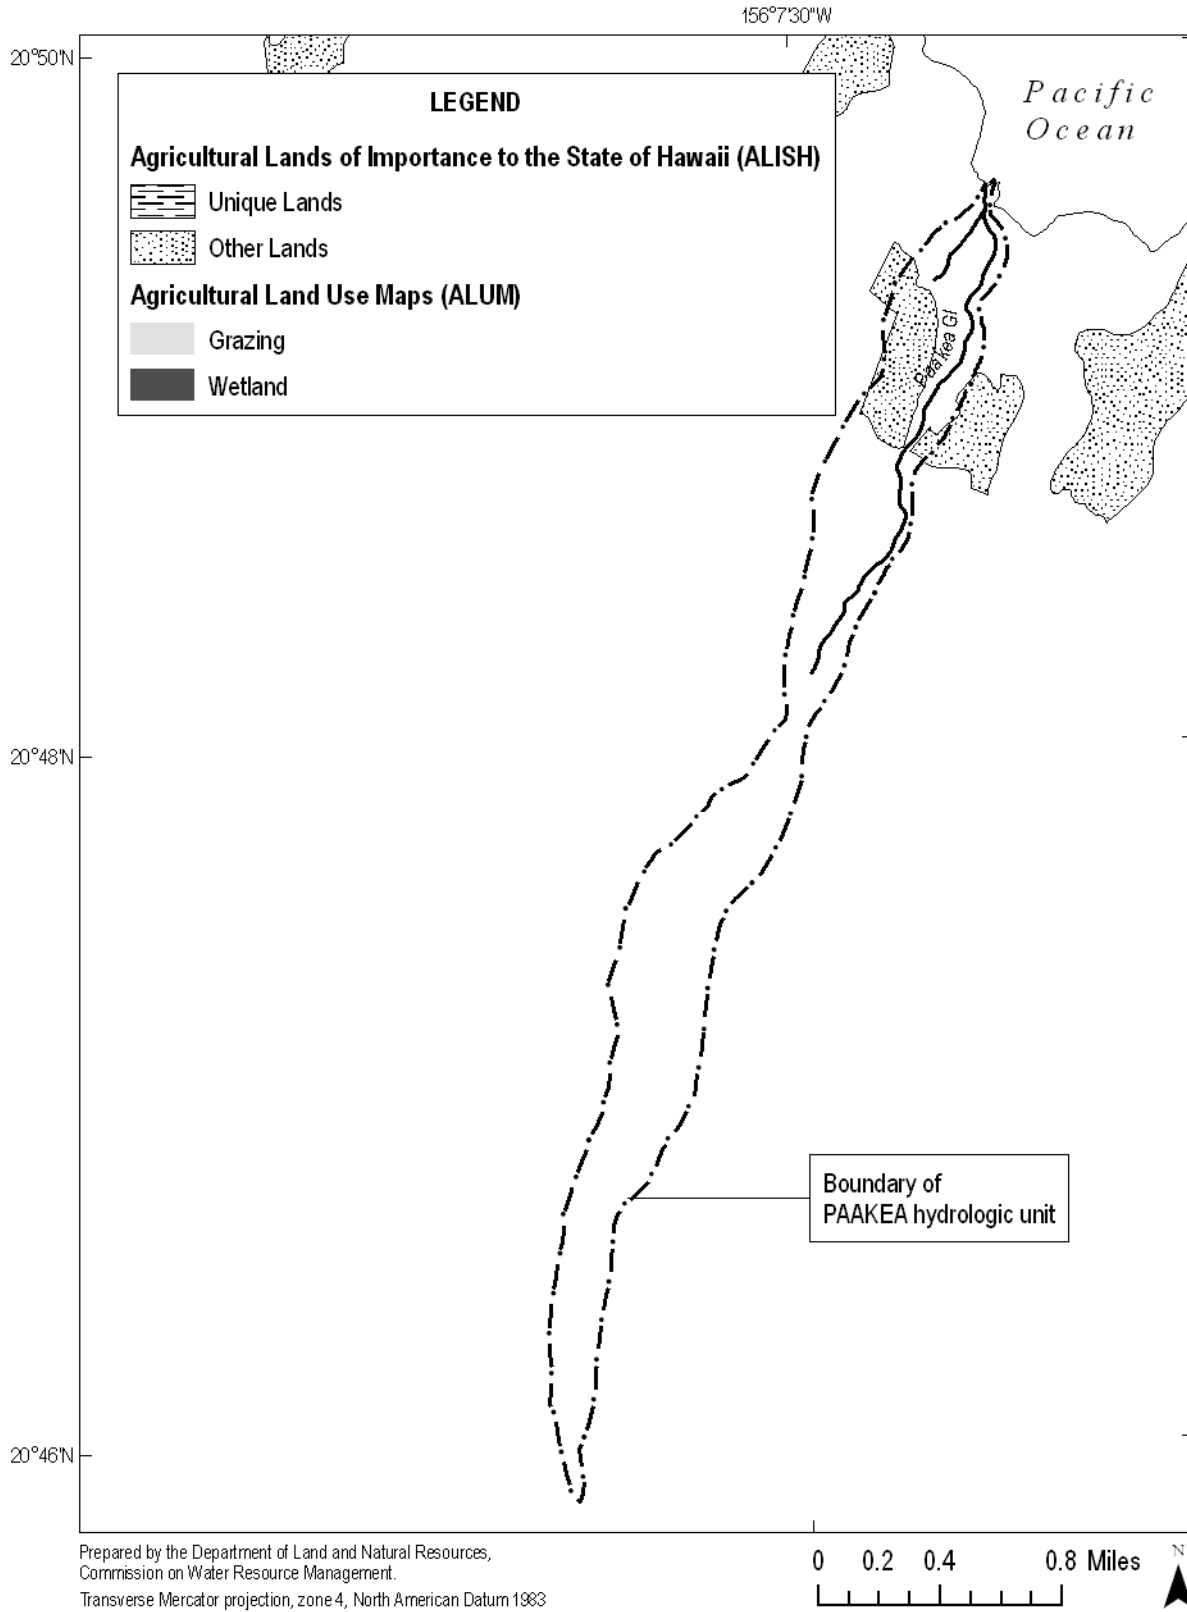 156°7'30"W
20°50'N
Pacific
Ocean
LEGEND
Agricultural Lands of Importance to the State of Hawaii (ALISH)
Unique Lands
Other Lands
Agricultural Land Use Maps (ALUM)
Grazing
Wetland
Paakea Gl
20°48'N
Boundary of
PAAKEA hydrologic unit
20°46'N
Prepared by the Department of Land and Natural Resources,
Commission on Water Resource Management.
Transverse Mercator projection, zone 4, North American Datum 1983
0 0.2 0.4 0.8 Miles
N